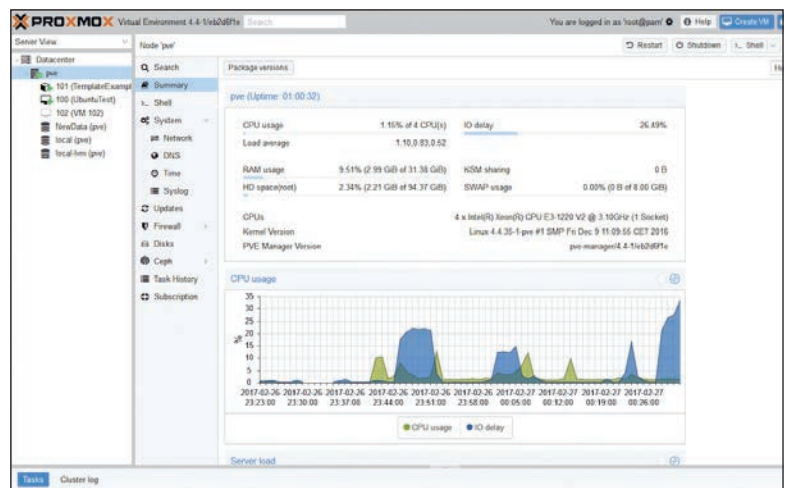 PROXMOX Virtual Environment 4.4-1/eb2d6f1e Search You are logged in as 'root@pam' Help Create VM
Server View
Datacenter
pve
101 (TemplateExampl
100 (UbuntuTest)
102 (VM 102)
NewData (pve)
local (pve)
local-lvm (pve)
Node 'pve' Restart Shutdown Shell
Search
Summary
Shell
System
Network
DNS
Time
Syslog
Updates
Firewall
Disks
Ceph
Task History
Subscription
Package versions
pve (Uptime: 01:00:32)
CPU usage 1.15% of 4 CPU(s) IO delay 26.49%
Load average 1.10,0.83,0.52
RAM usage 9.51% (2.99 GiB of 31.38 GiB) KSM sharing 0 B
HD space(root) 2.34% (2.21 GiB of 94.37 GiB) SWAP usage 0.00% (0 B of 8.00 GiB)
CPUs 4 x Intel(R) Xeon(R) CPU E3-1220 V2 @ 3.10GHz (1 Socket)
Kernel Version Linux 4.4.35-1-pve #1 SMP Fri Dec 9 11:09:55 CET 2016
PVE Manager Version pve-manager/4.4-1/eb2d6f1e
CPU usage
35
30
25
20
15
10
5
0
%
2017-02-26 2017-02-26 2017-02-26 2017-02-26 2017-02-26 2017-02-26 2017-02-27 2017-02-27 2017-02-27 2017-02-27
23:23:00 23:30:00 23:37:00 23:44:00 23:51:00 23:58:00 00:05:00 00:12:00 00:19:00 00:26:00
CPU usage IO delay
Server load
Tasks Cluster log